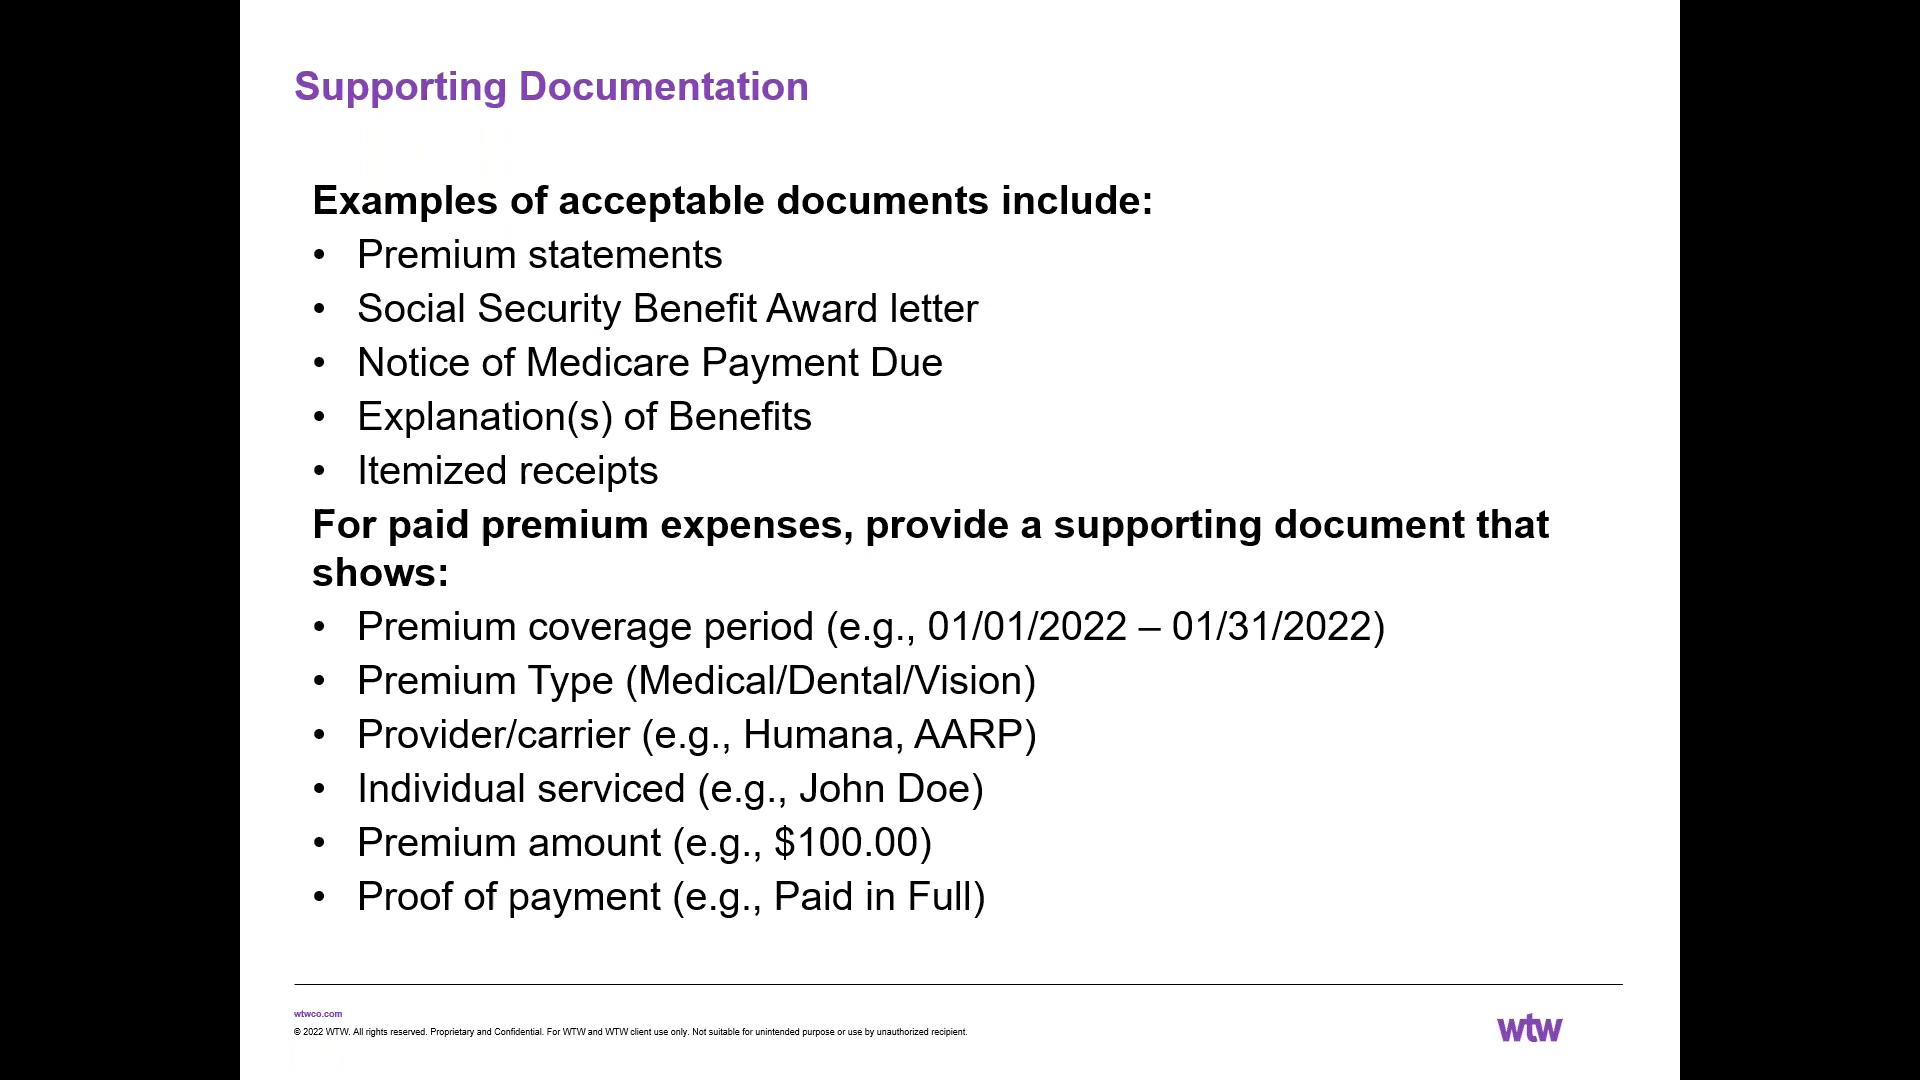 Supporting Documentation
Examples of acceptable documents include:
• Premium statements
• Social Security Benefit Award letter
• Notice of Medicare Payment Due
• Explanation(s) of Benefits
• Itemized receipts
For paid premium expenses, provide a supporting document that
shows:
• Premium coverage period (e.g., 01/01/2022 – 01/31/2022)
• Premium Type (Medical/Dental/Vision)
• Provider/carrier (e.g., Humana, AARP)
• Individual serviced (e.g., John Doe)
• Premium amount (e.g., $100.00)
• Proof of payment (e.g., Paid in Full)
wtwco.com
© 2022 WTW. All rights reserved. Proprietary and Confidential. For WTW and WTW client use only. Not suitable for unintended purpose or use by unauthorized recipient.
wtw